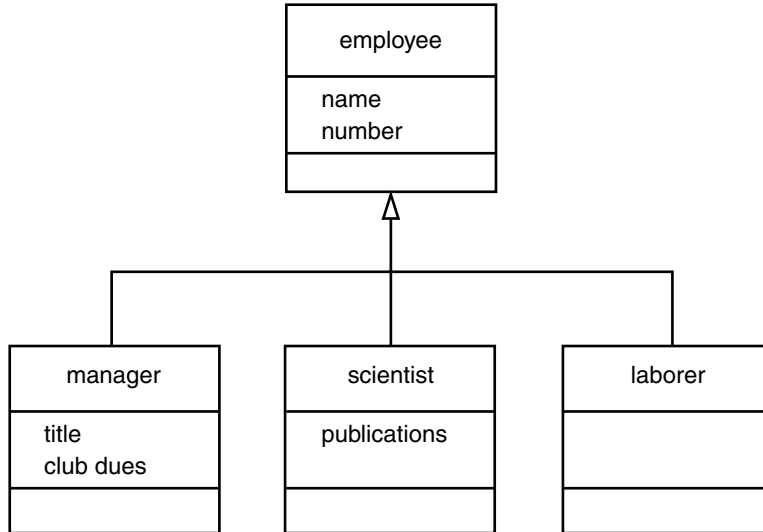 employee
name
number
manager
scientist
laborer
title
club dues
publications